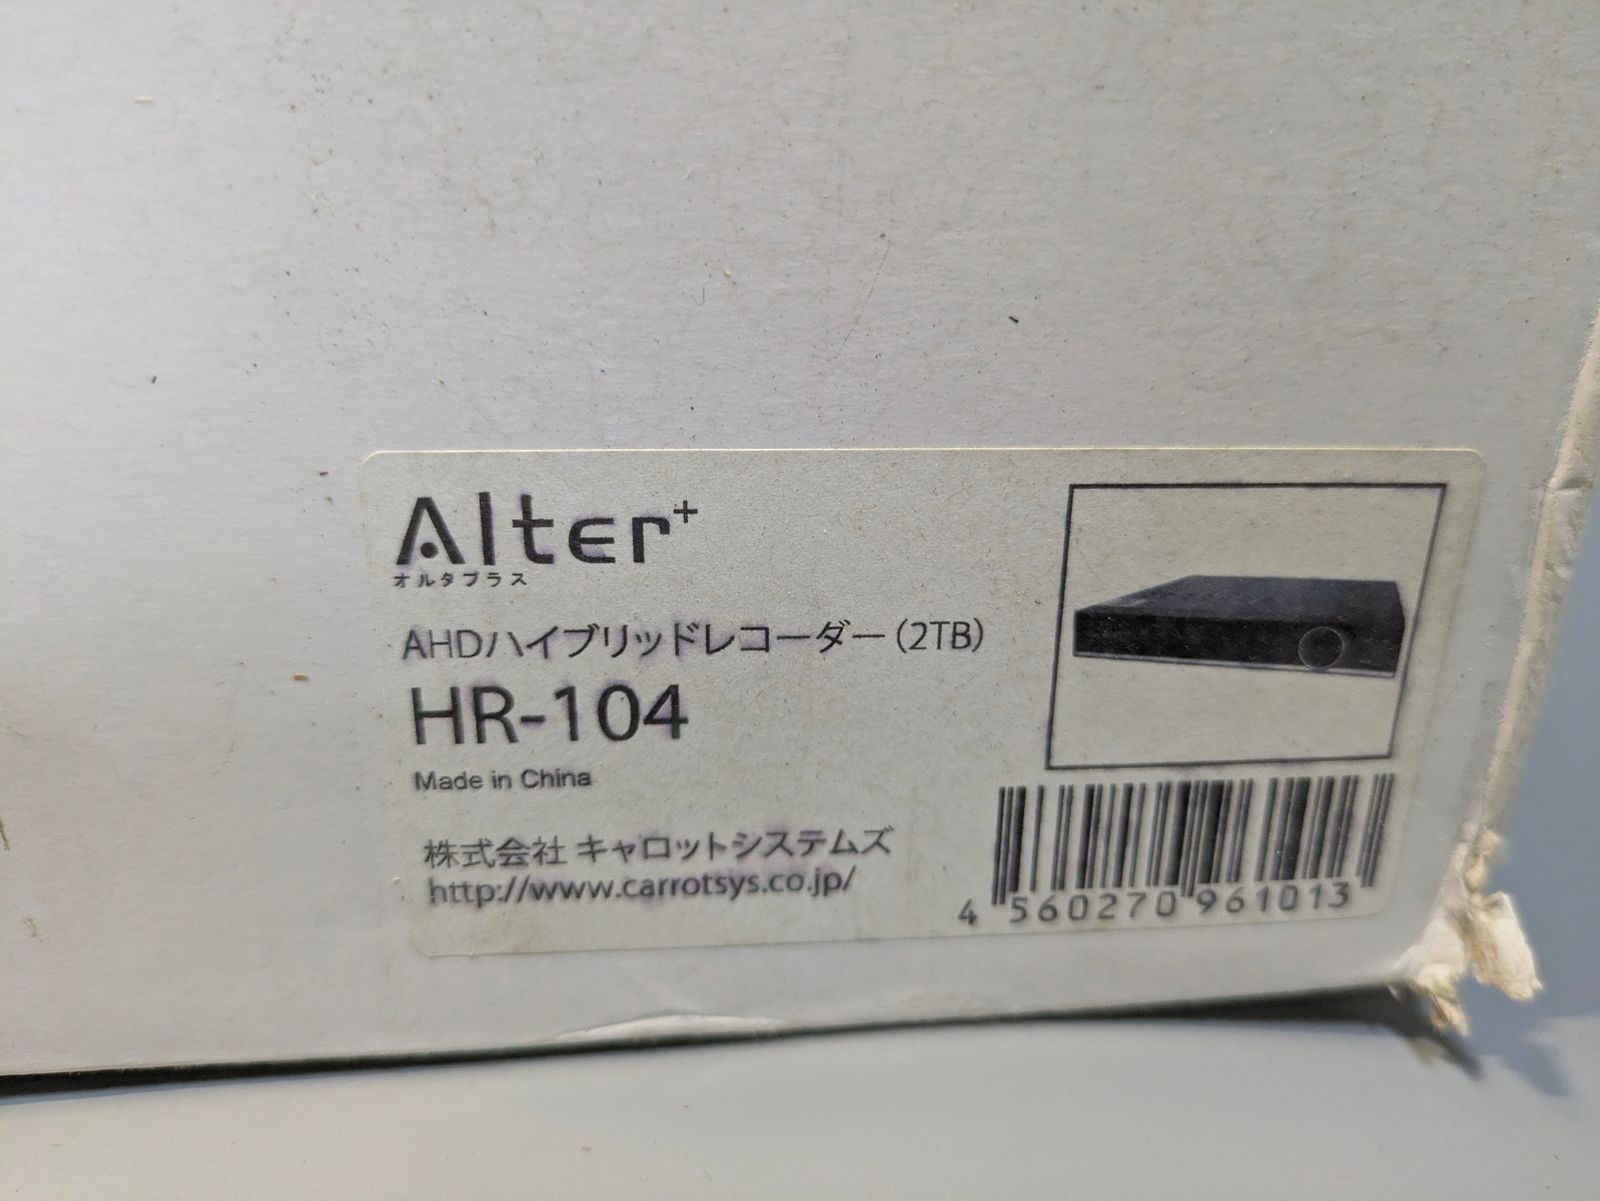 Alter+
オルタプラス
AHDハイブリッドレコーダー(2TB)
HR-104
Made in China
株式会社 キャロットシステムズ
http://www.carrotsys.co.jp/
4 560270 961013